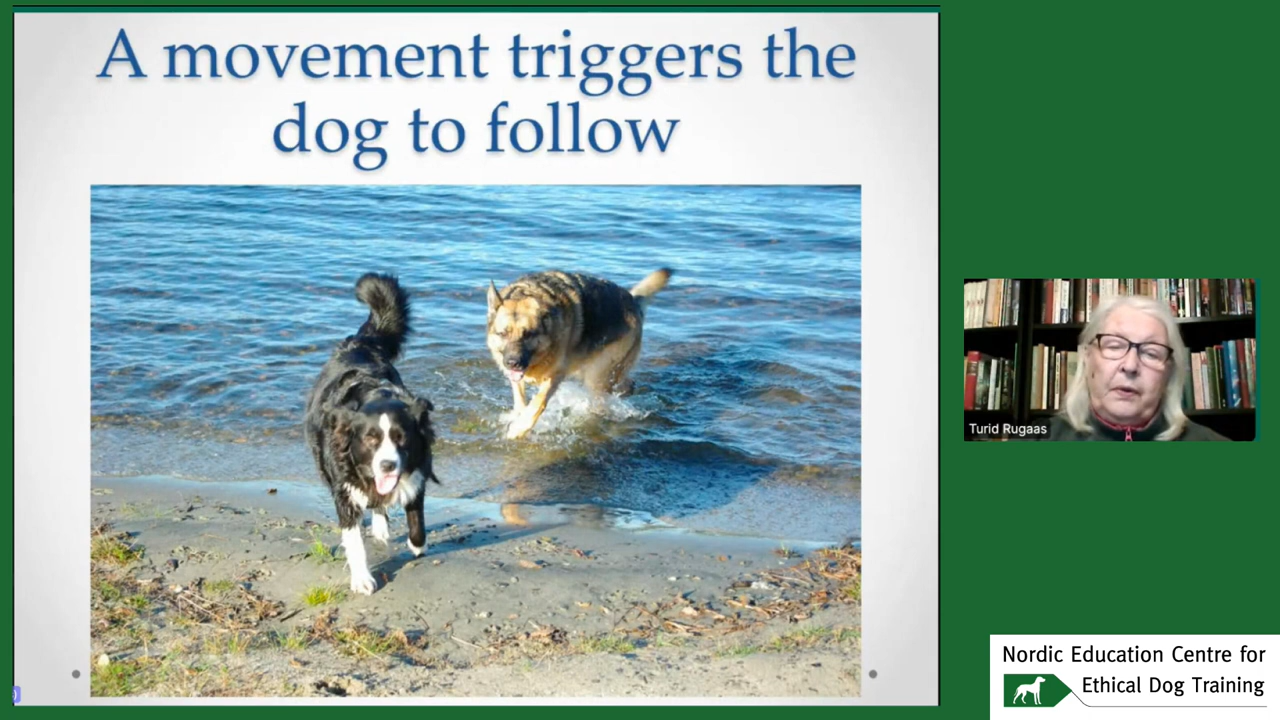 A movement triggers the
dog to follow
Turid Rugaas
Nordic Education Centre for
Ethical Dog Training